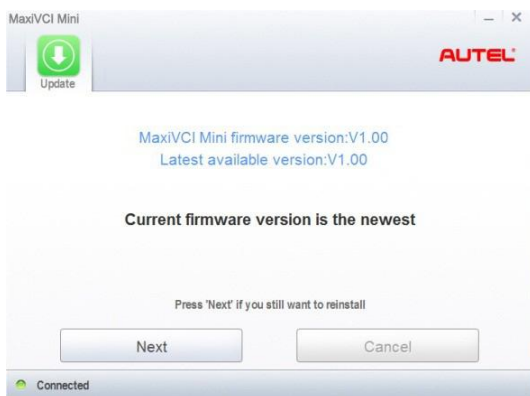 MaxiVCI Mini
AUTEL
Update
MaxiVCI Mini firmware version:V1.00
Latest available version:V1.00
Current firmware version is the newest
Press 'Next' if you still want to reinstall
Next
Cancel
Connected